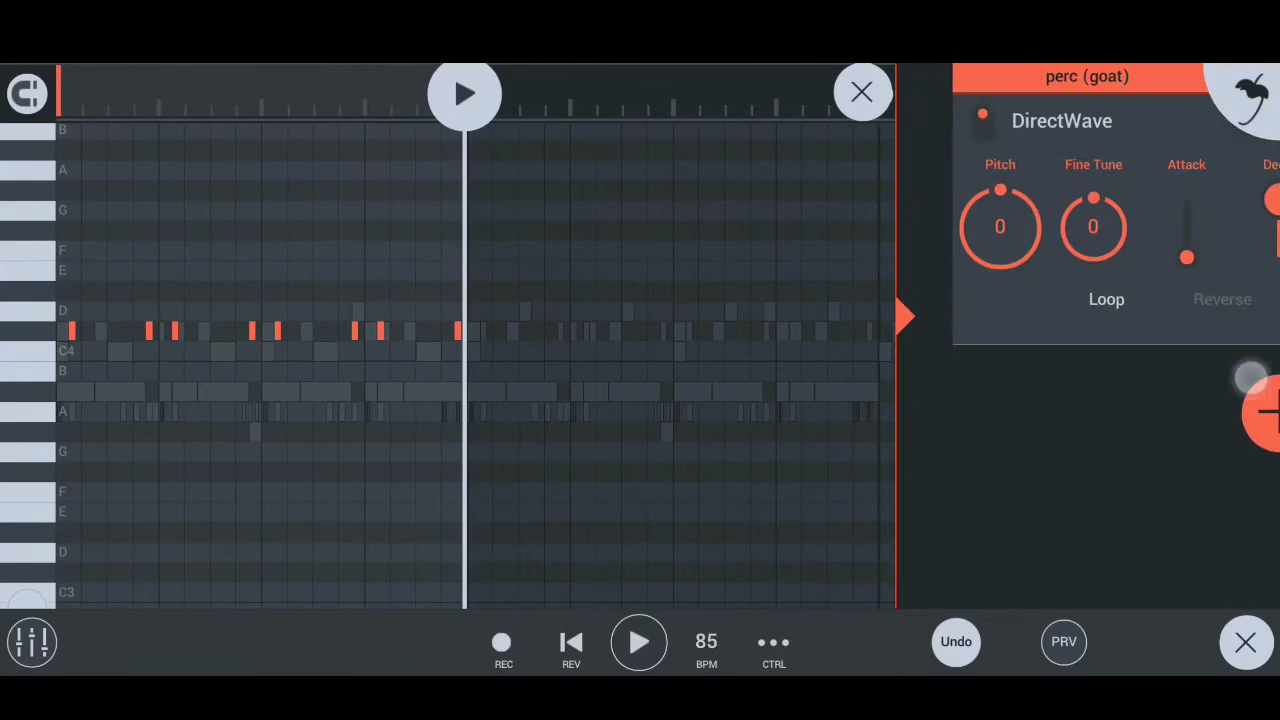 perc (goat)
DirectWave
Pitch
Fine Tune
Attack
De
0
0
Loop
Reverse
B
A
G
F
E
D
C4
B
A
G
F
E
D
C3
REC
REV
85
BPM
CTRL
Undo
PRV